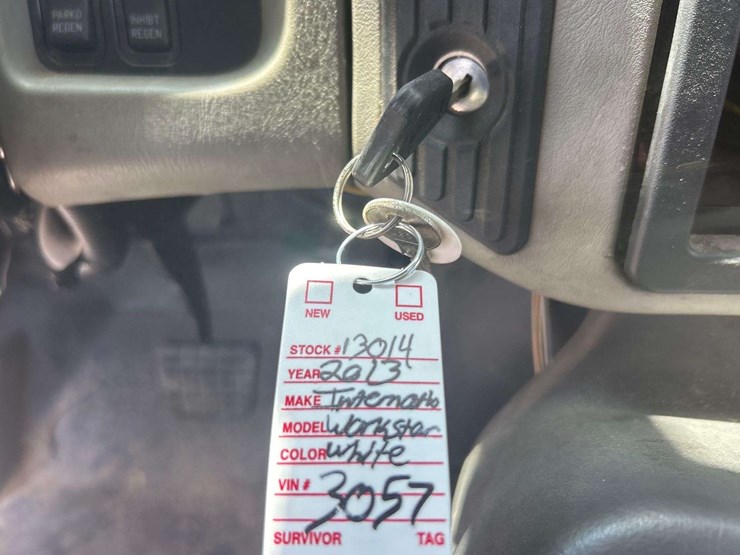 PARKD INHIBIT
REGEN REGEN
NEW USED
STOCK # 13014
YEAR 2013
MAKE Internatio
MODEL Workstar
COLOR White
VIN # 3057
SURVIVOR TAG